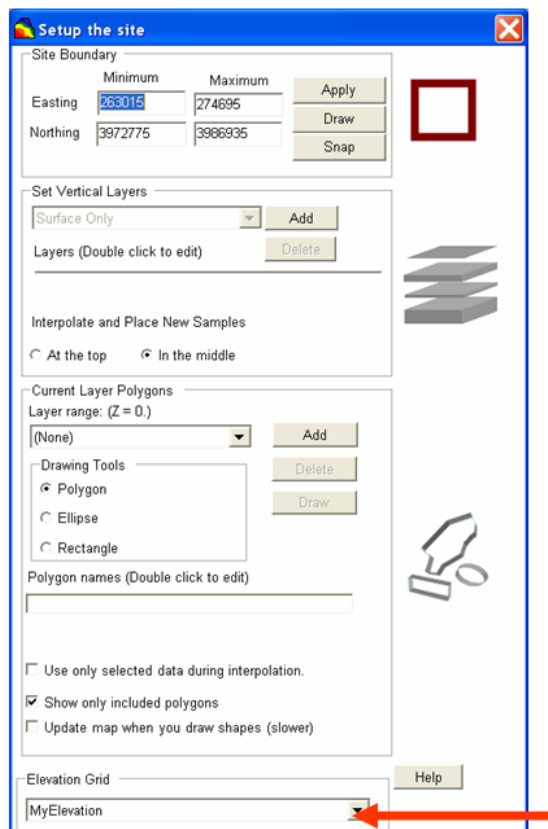 Setup the site
Site Boundary
Minimum Maximum
Easting 263015 274695 Apply
Draw
Northing 3972775 3986935
Snap
Set Vertical Layers
Surface Only Add
Layers (Double click to edit) Delete
Interpolate and Place New Samples
At the top In the middle
Current Layer Polygons
Layer range: (Z = 0.)
(None) Add
Drawing Tools Delete
Polygon
Draw
Ellipse
Rectangle
Polygon names (Double click to edit)
Use only selected data during interpolation.
Show only included polygons
Update map when you draw shapes (slower)
Elevation Grid Help
MyElevation